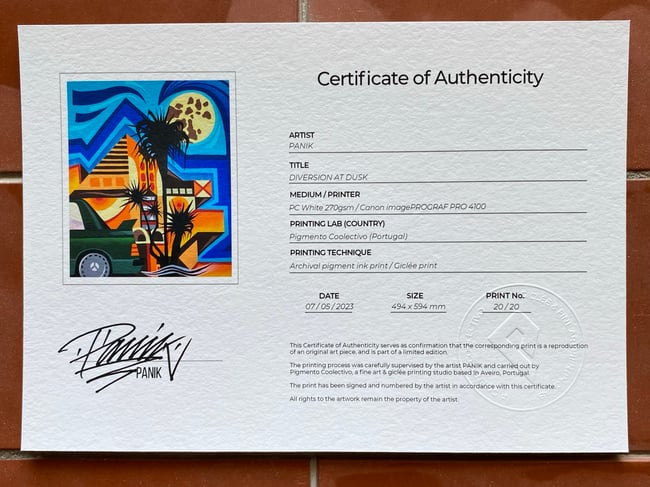 Certificate of Authenticity
ARTIST
PANIK
TITLE
DIVERSION AT DUSK
MEDIUM / PRINTER
PC White 270gsm / Canon imagePROGRAF PRO 4100
PRINTING LAB (COUNTRY)
Pigmento Coolectivo (Portugal)
PRINTING TECHNIQUE
Archival pigment ink print / Giclée print
DATE SIZE PRINT No.
07 / 05 / 2023 494 x 594 mm 20 / 20
This Certificate of Authenticity serves as confirmation that the corresponding print is a reproduction
of an original art piece, and is part of a limited edition.
The printing process was carefully supervised by the artist PANIK and carried out by
Pigmento Coolectivo, a fine art & giclée printing studio based in Aveiro, Portugal.
The print has been signed and numbered by the artist in accordance with this certificate.
All rights to the artwork remain the property of the artist.
Panik
PANIK